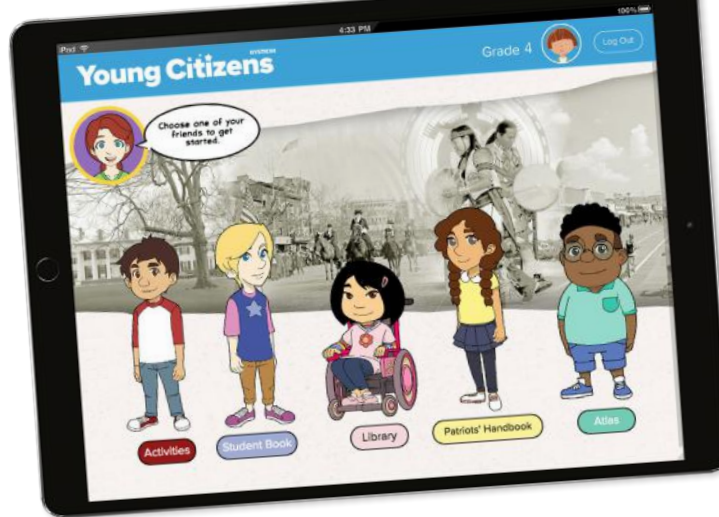 iPad
4:33 PM
100%
Young Citizens
NYSTROM
Grade 4
Log Out
Choose one of your
friends to get
started.
Activities
Student Book
Library
Patriots' Handbook
Atlas